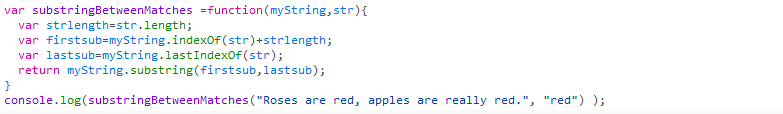 var substringBetweenMatches =function(myString,str){
  var strlength=str.length;
  var firstsub=myString.indexOf(str)+strlength;
  var lastsub=myString.lastIndexOf(str);
  return myString.substring(firstsub,lastsub);
}
console.log(substringBetweenMatches("Roses are red, apples are really red.", "red") );